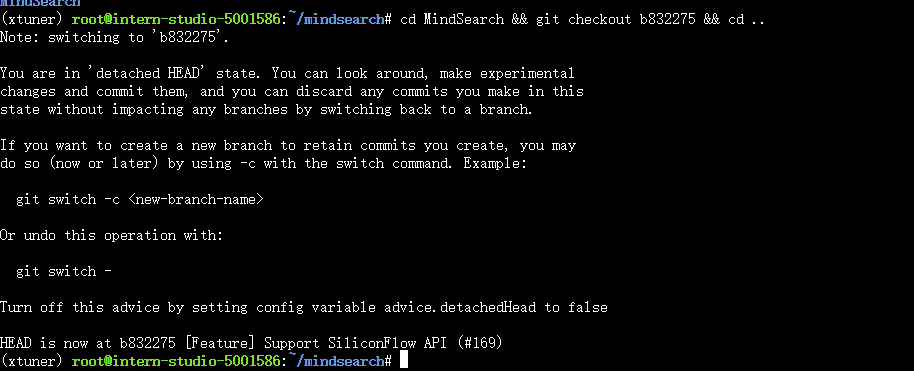 MindSearch
(xtuner) root@intern-studio-5001586:~/mindsearch# cd MindSearch && git checkout b832275 && cd ..
Note: switching to 'b832275'.
You are in 'detached HEAD' state. You can look around, make experimental
changes and commit them, and you can discard any commits you make in this
state without impacting any branches by switching back to a branch.
If you want to create a new branch to retain commits you create, you may
do so (now or later) by using -c with the switch command. Example:
git switch -c <new-branch-name>
Or undo this operation with:
git switch -
Turn off this advice by setting config variable advice.detachedHead to false
HEAD is now at b832275 [Feature] Support SiliconFlow API (#169)
(xtuner) root@intern-studio-5001586:~/mindsearch#